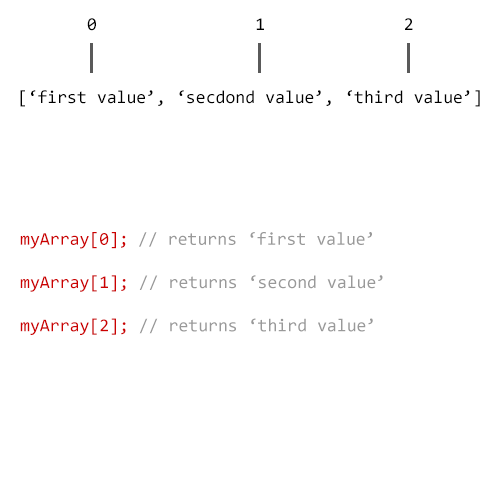 0 1 2
[‘first value’, ‘secdond value’, ‘third value’]
myArray[0]; // returns ‘first value’
myArray[1]; // returns ‘second value’
myArray[2]; // returns ‘third value’